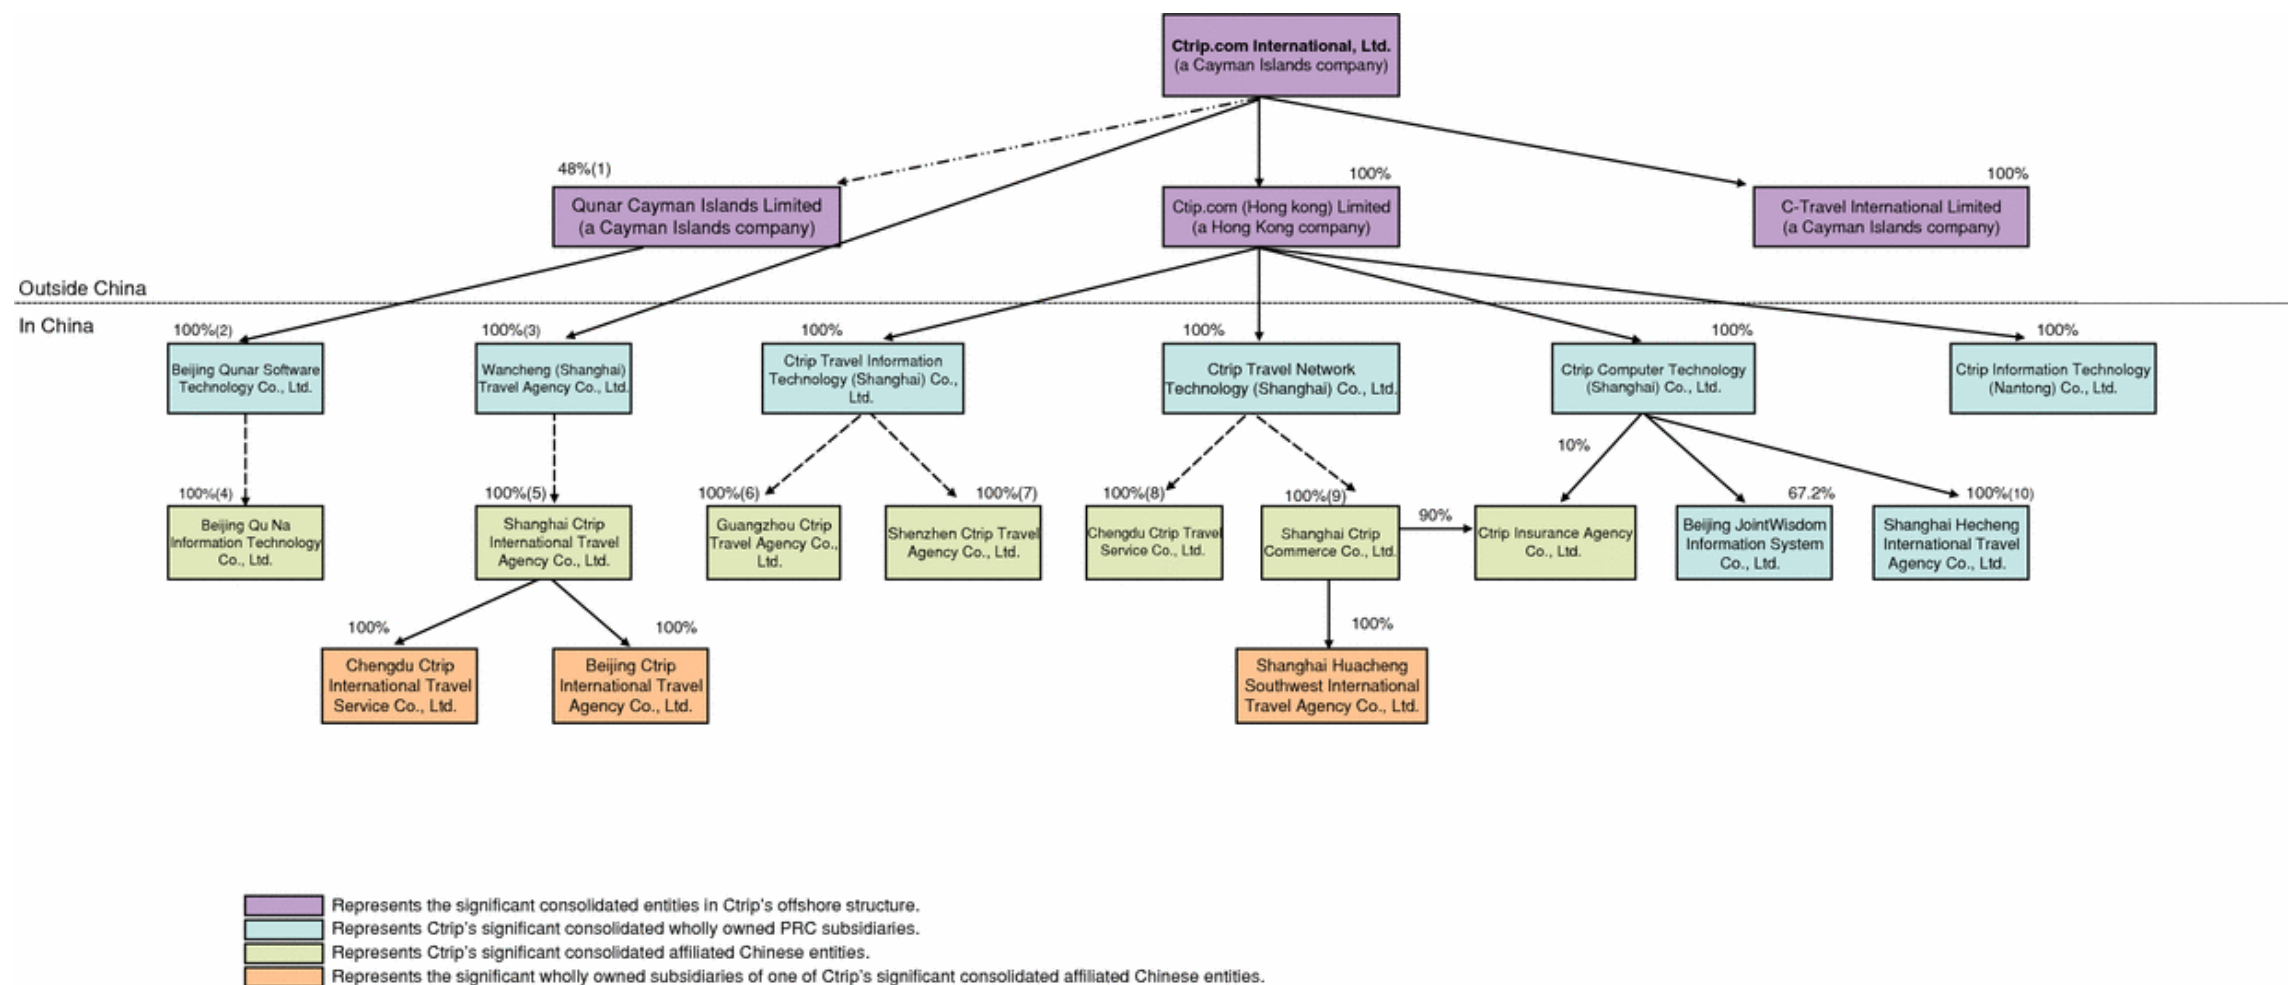 Ctrip.com International, Ltd.
(a Cayman Islands company)
48%(1)
100%
100%
Qunar Cayman Islands Limited
(a Cayman Islands company)
Ctip.com (Hong kong) Limited
(a Hong Kong company)
C-Travel International Limited
(a Cayman Islands company)
Outside China
In China
100%(2)
100%(3)
100%
100%
100%
100%
Beijing Qunar Software
Technology Co., Ltd.
Wancheng (Shanghai)
Travel Agency Co., Ltd.
Ctrip Travel Information
Technology (Shanghai) Co.,
Ltd.
Ctrip Travel Network
Technology (Shanghai) Co., Ltd.
Ctrip Computer Technology
(Shanghai) Co., Ltd.
Ctrip Information Technology
(Nantong) Co., Ltd.
10%
100%(4)
100%(5)
100%(6)
100%(7)
100%(8)
100%(9)
67.2%
100%(10)
Beijing Qu Na
Information Technology
Co., Ltd.
Shanghai Ctrip
International Travel
Agency Co., Ltd.
Guangzhou Ctrip
Travel Agency Co.,
Ltd.
Shenzhen Ctrip Travel
Agency Co., Ltd.
Chengdu Ctrip Travel
Service Co., Ltd.
Shanghai Ctrip
Commerce Co., Ltd.
90%
Ctrip Insurance Agency
Co., Ltd.
Beijing JointWisdom
Information System
Co., Ltd.
Shanghai Hecheng
International Travel
Agency Co., Ltd.
100%
100%
100%
Chengdu Ctrip
International Travel
Service Co., Ltd.
Beijing Ctrip
International Travel
Agency Co., Ltd.
Shanghai Huacheng
Southwest International
Travel Agency Co., Ltd.
Represents the significant consolidated entities in Ctrip's offshore structure.
Represents Ctrip's significant consolidated wholly owned PRC subsidiaries.
Represents Ctrip's significant consolidated affiliated Chinese entities.
Represents the significant wholly owned subsidiaries of one of Ctrip's significant consolidated affiliated Chinese entities.